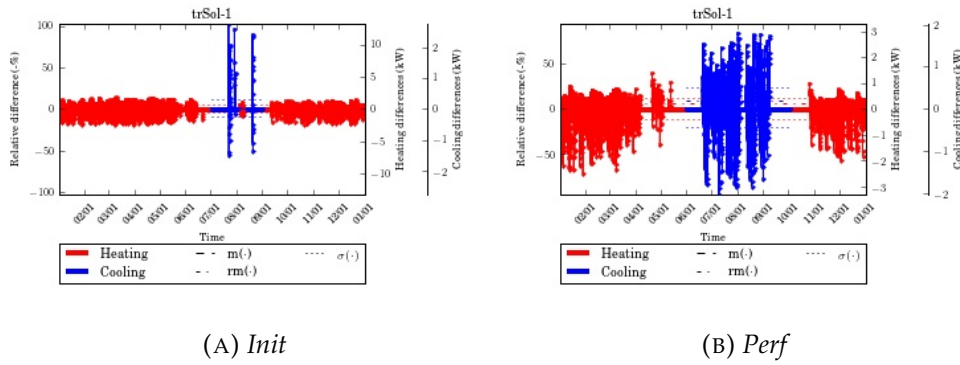 trSol-1
100
50
0
−50
−100
Relative difference (-%)
10
5
0
−5
−10
Heating differences (kW)
2
1
0
−1
−2
Cooling differences (kW)
02/01 03/01 04/01 05/01 06/01 07/01 08/01 09/01 10/01 11/01 12/01 01/01
Time
Heating m(·) σ(·)
Cooling rm(·)
(A) Init
trSol-1
50
0
−50
Relative difference (-%)
3
2
1
0
−1
−2
−3
Heating differences (kW)
2
1
0
−1
−2
Cooling differences (kW)
02/01 03/01 04/01 05/01 06/01 07/01 08/01 09/01 10/01 11/01 12/01 01/01
Time
Heating m(·) σ(·)
Cooling rm(·)
(B) Perf